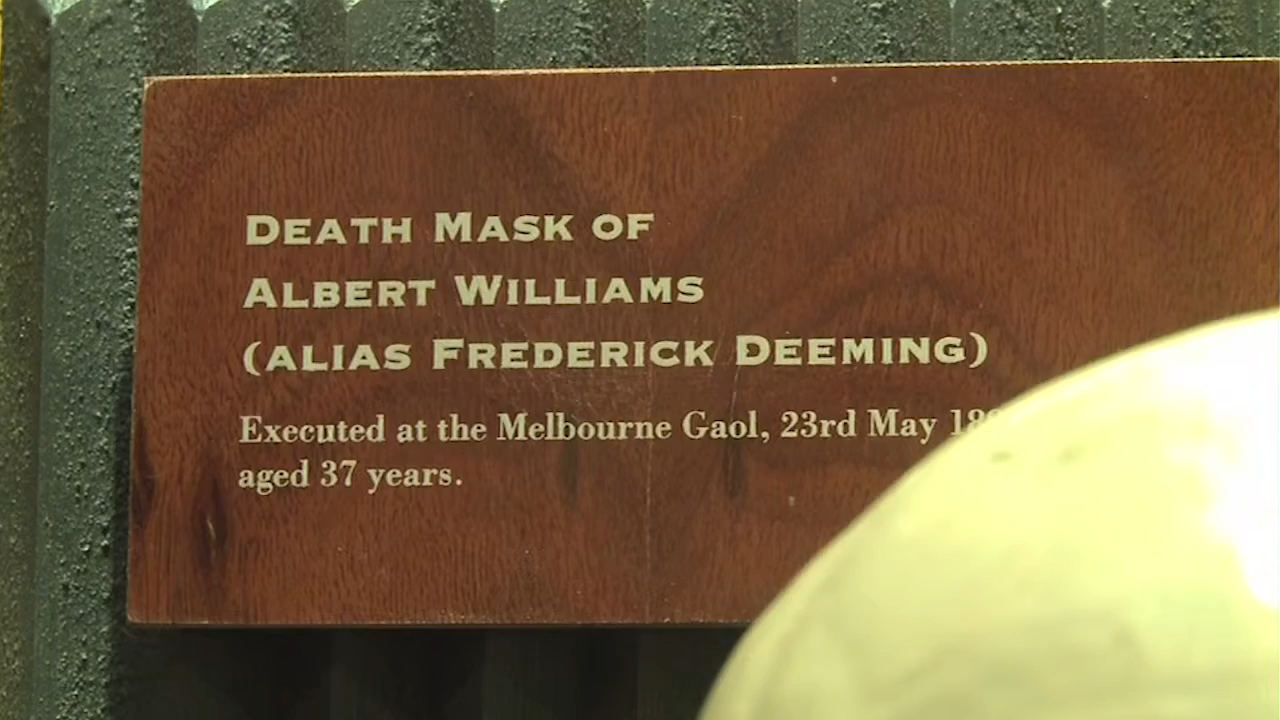 DEATH MASK OF
ALBERT WILLIAMS
(ALIAS FREDERICK DEEMING)
Executed at the Melbourne Gaol, 23rd May
aged 37 years.